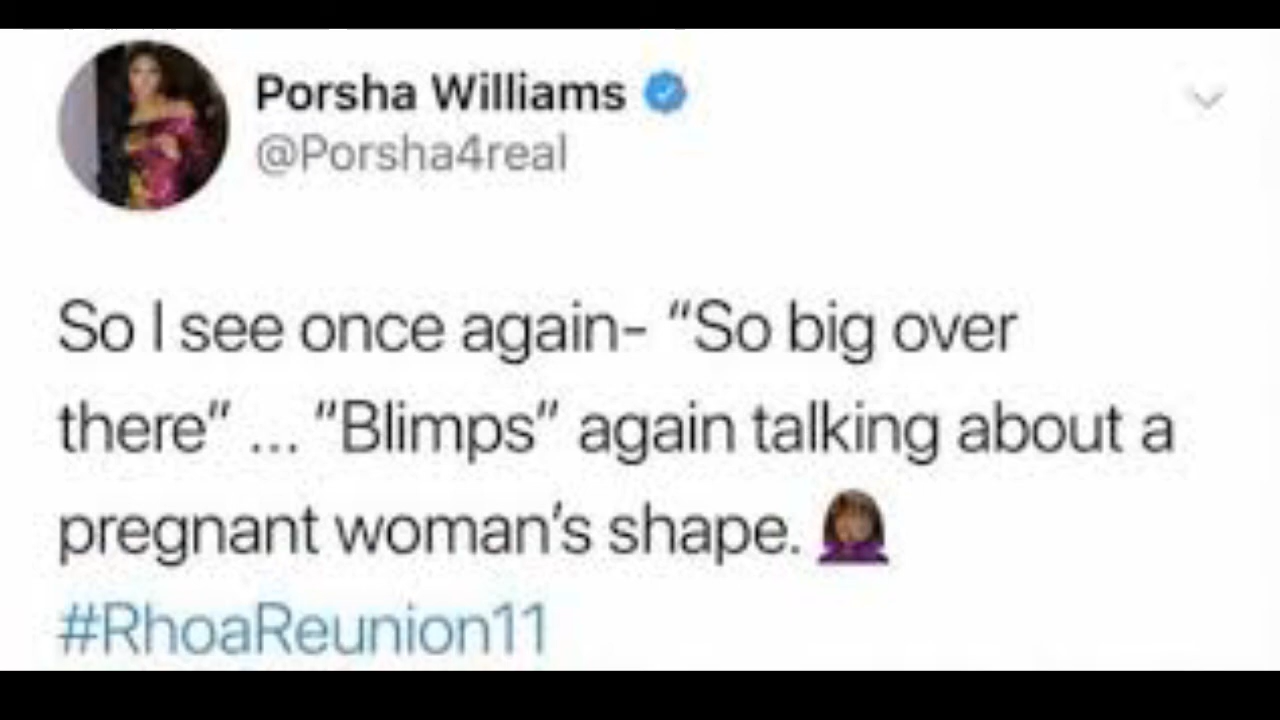 Porsha Williams
@Porsha4real
So I see once again- “So big over
there” ... “Blimps” again talking about a
pregnant woman’s shape. 🤦🏾‍♀️
#RhoaReunion11